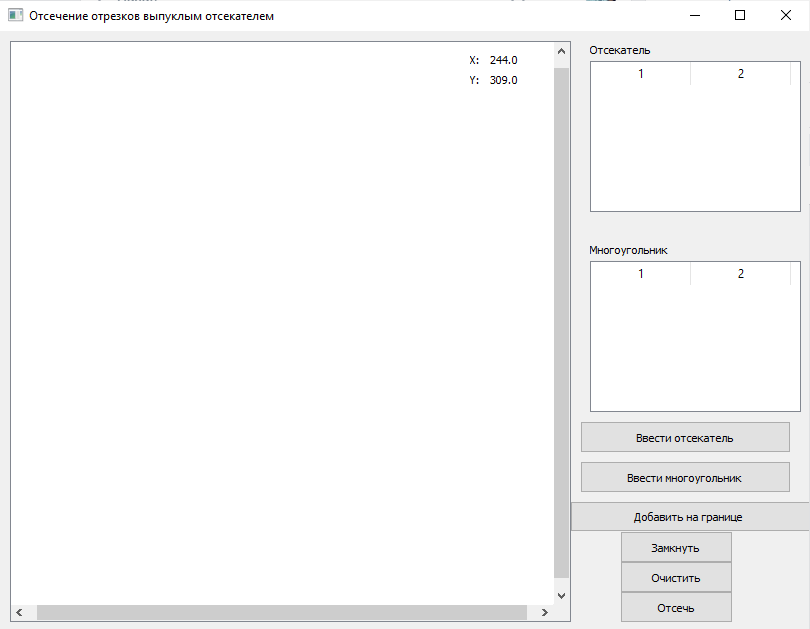 Отсечение отрезков выпуклым отсекателем
X: 244.0
Y: 309.0
Отсекатель
1 2
Многоугольник
1 2
Ввести отсекатель
Ввести многоугольник
Добавить на границе
Замкнуть
Очистить
Отсечь